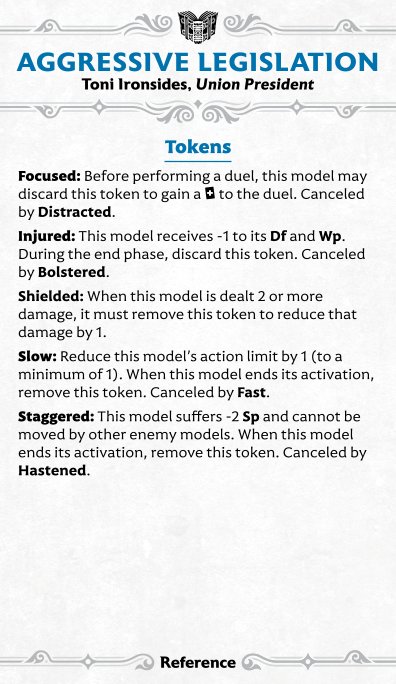 AGGRESSIVE LEGISLATION
Toni Ironsides, Union President
Tokens
Focused: Before performing a duel, this model may
discard this token to gain a + to the duel. Canceled
by Distracted.
Injured: This model receives -1 to its Df and Wp.
During the end phase, discard this token. Canceled
by Bolstered.
Shielded: When this model is dealt 2 or more
damage, it must remove this token to reduce that
damage by 1.
Slow: Reduce this model’s action limit by 1 (to a
minimum of 1). When this model ends its activation,
remove this token. Canceled by Fast.
Staggered: This model suffers -2 Sp and cannot be
moved by other enemy models. When this model
ends its activation, remove this token. Canceled by
Hastened.
Reference